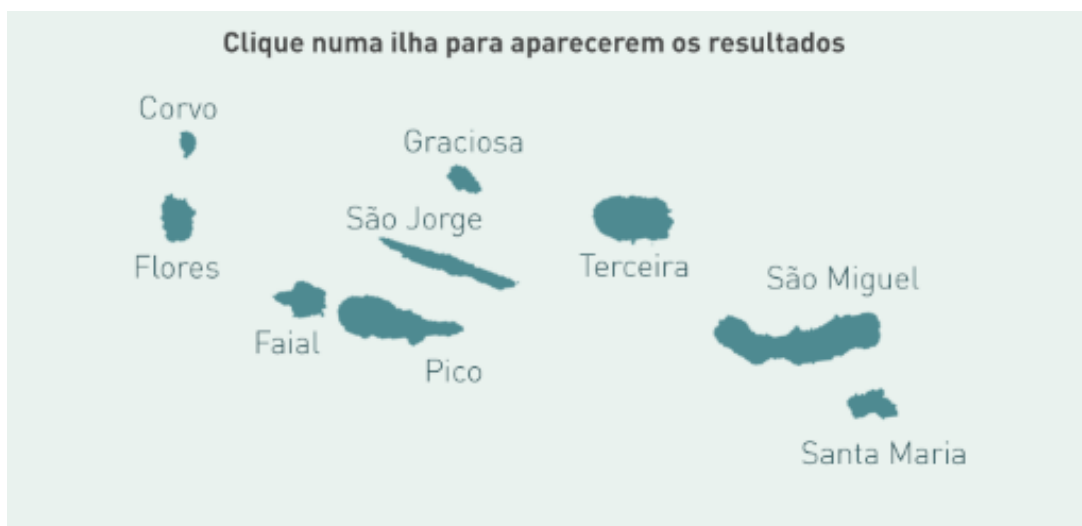 Clique numa ilha para aparecerem os resultados
Corvo
Graciosa
São Jorge
Flores
Terceira
São Miguel
Faial
Pico
Santa Maria